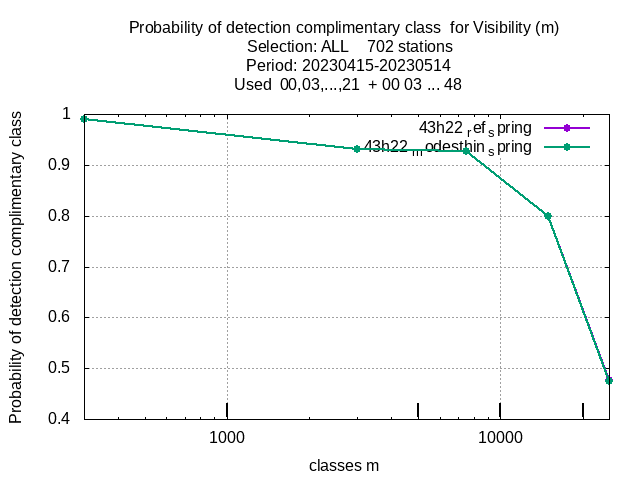 Probability of detection complimentary class  for Visibility (m)
Selection: ALL    702 stations
Period: 20230415-20230514
Used  00,03,...,21  + 00 03 ... 48
Probability of detection complimentary class
1
0.9
0.8
0.7
0.6
0.5
0.4
43h22 ref spring
43h22 modesthin spring
1000
10000
classes m